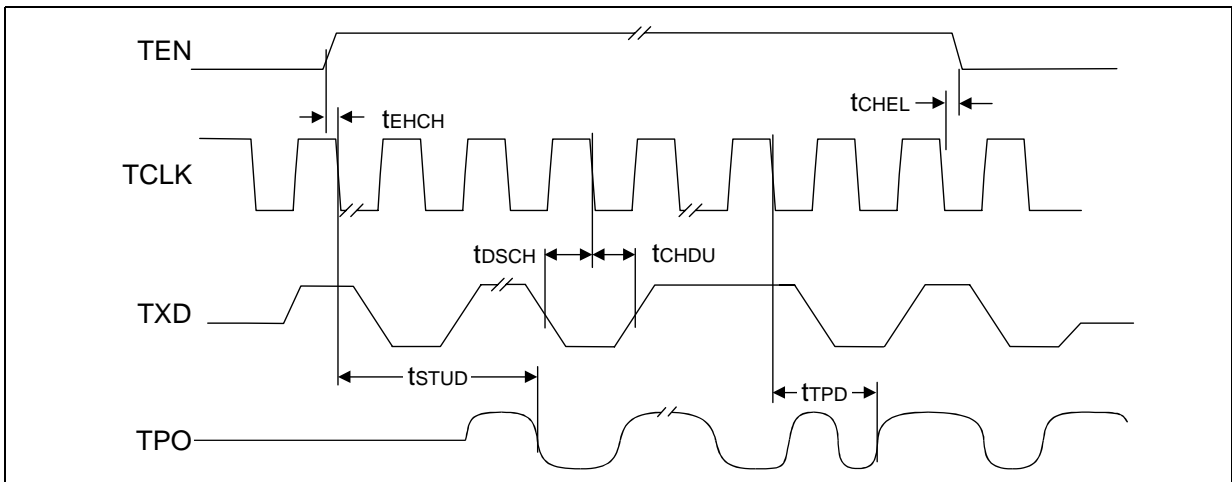 TEN
tCHEL
tEHCH
TCLK
tDSCH
tCHDU
TXD
tSTUD
tTPD
TPO